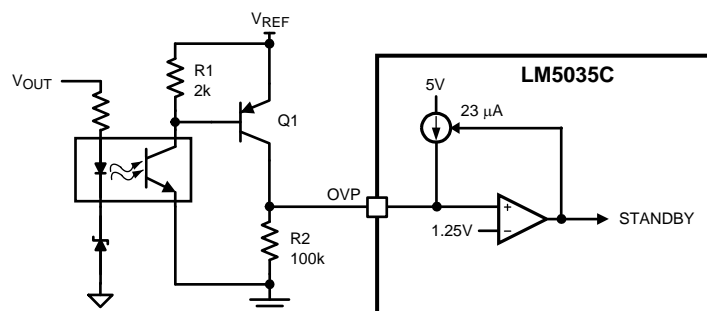 VREF
LM5035C
R1
2k
VOUT
5V
23 μA
Q1
OVP
+
1.25V
−
STANDBY
R2
100k